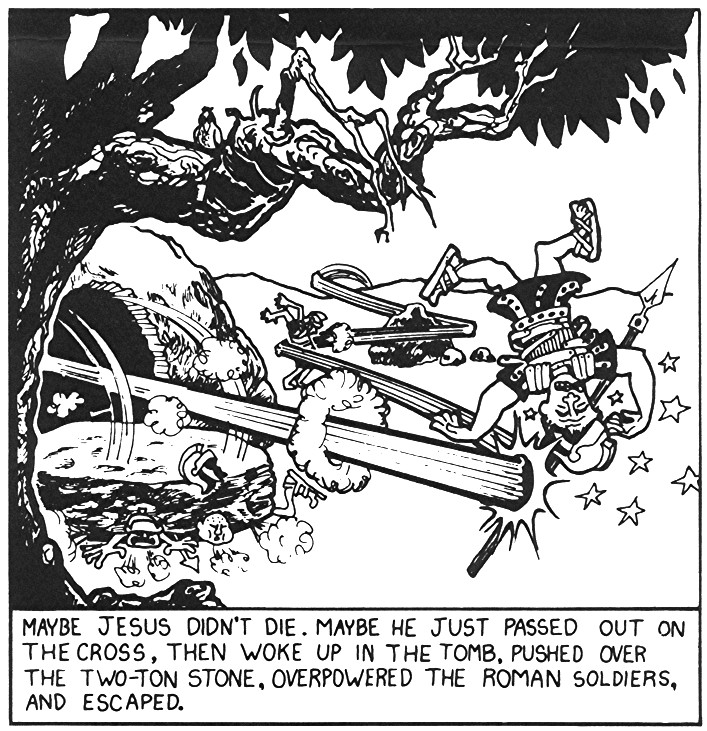 MAYBE JESUS DIDN'T DIE. MAYBE HE JUST PASSED OUT ON
THE CROSS, THEN WOKE UP IN THE TOMB, PUSHED OVER
THE TWO-TON STONE, OVERPOWERED THE ROMAN SOLDIERS,
AND ESCAPED.